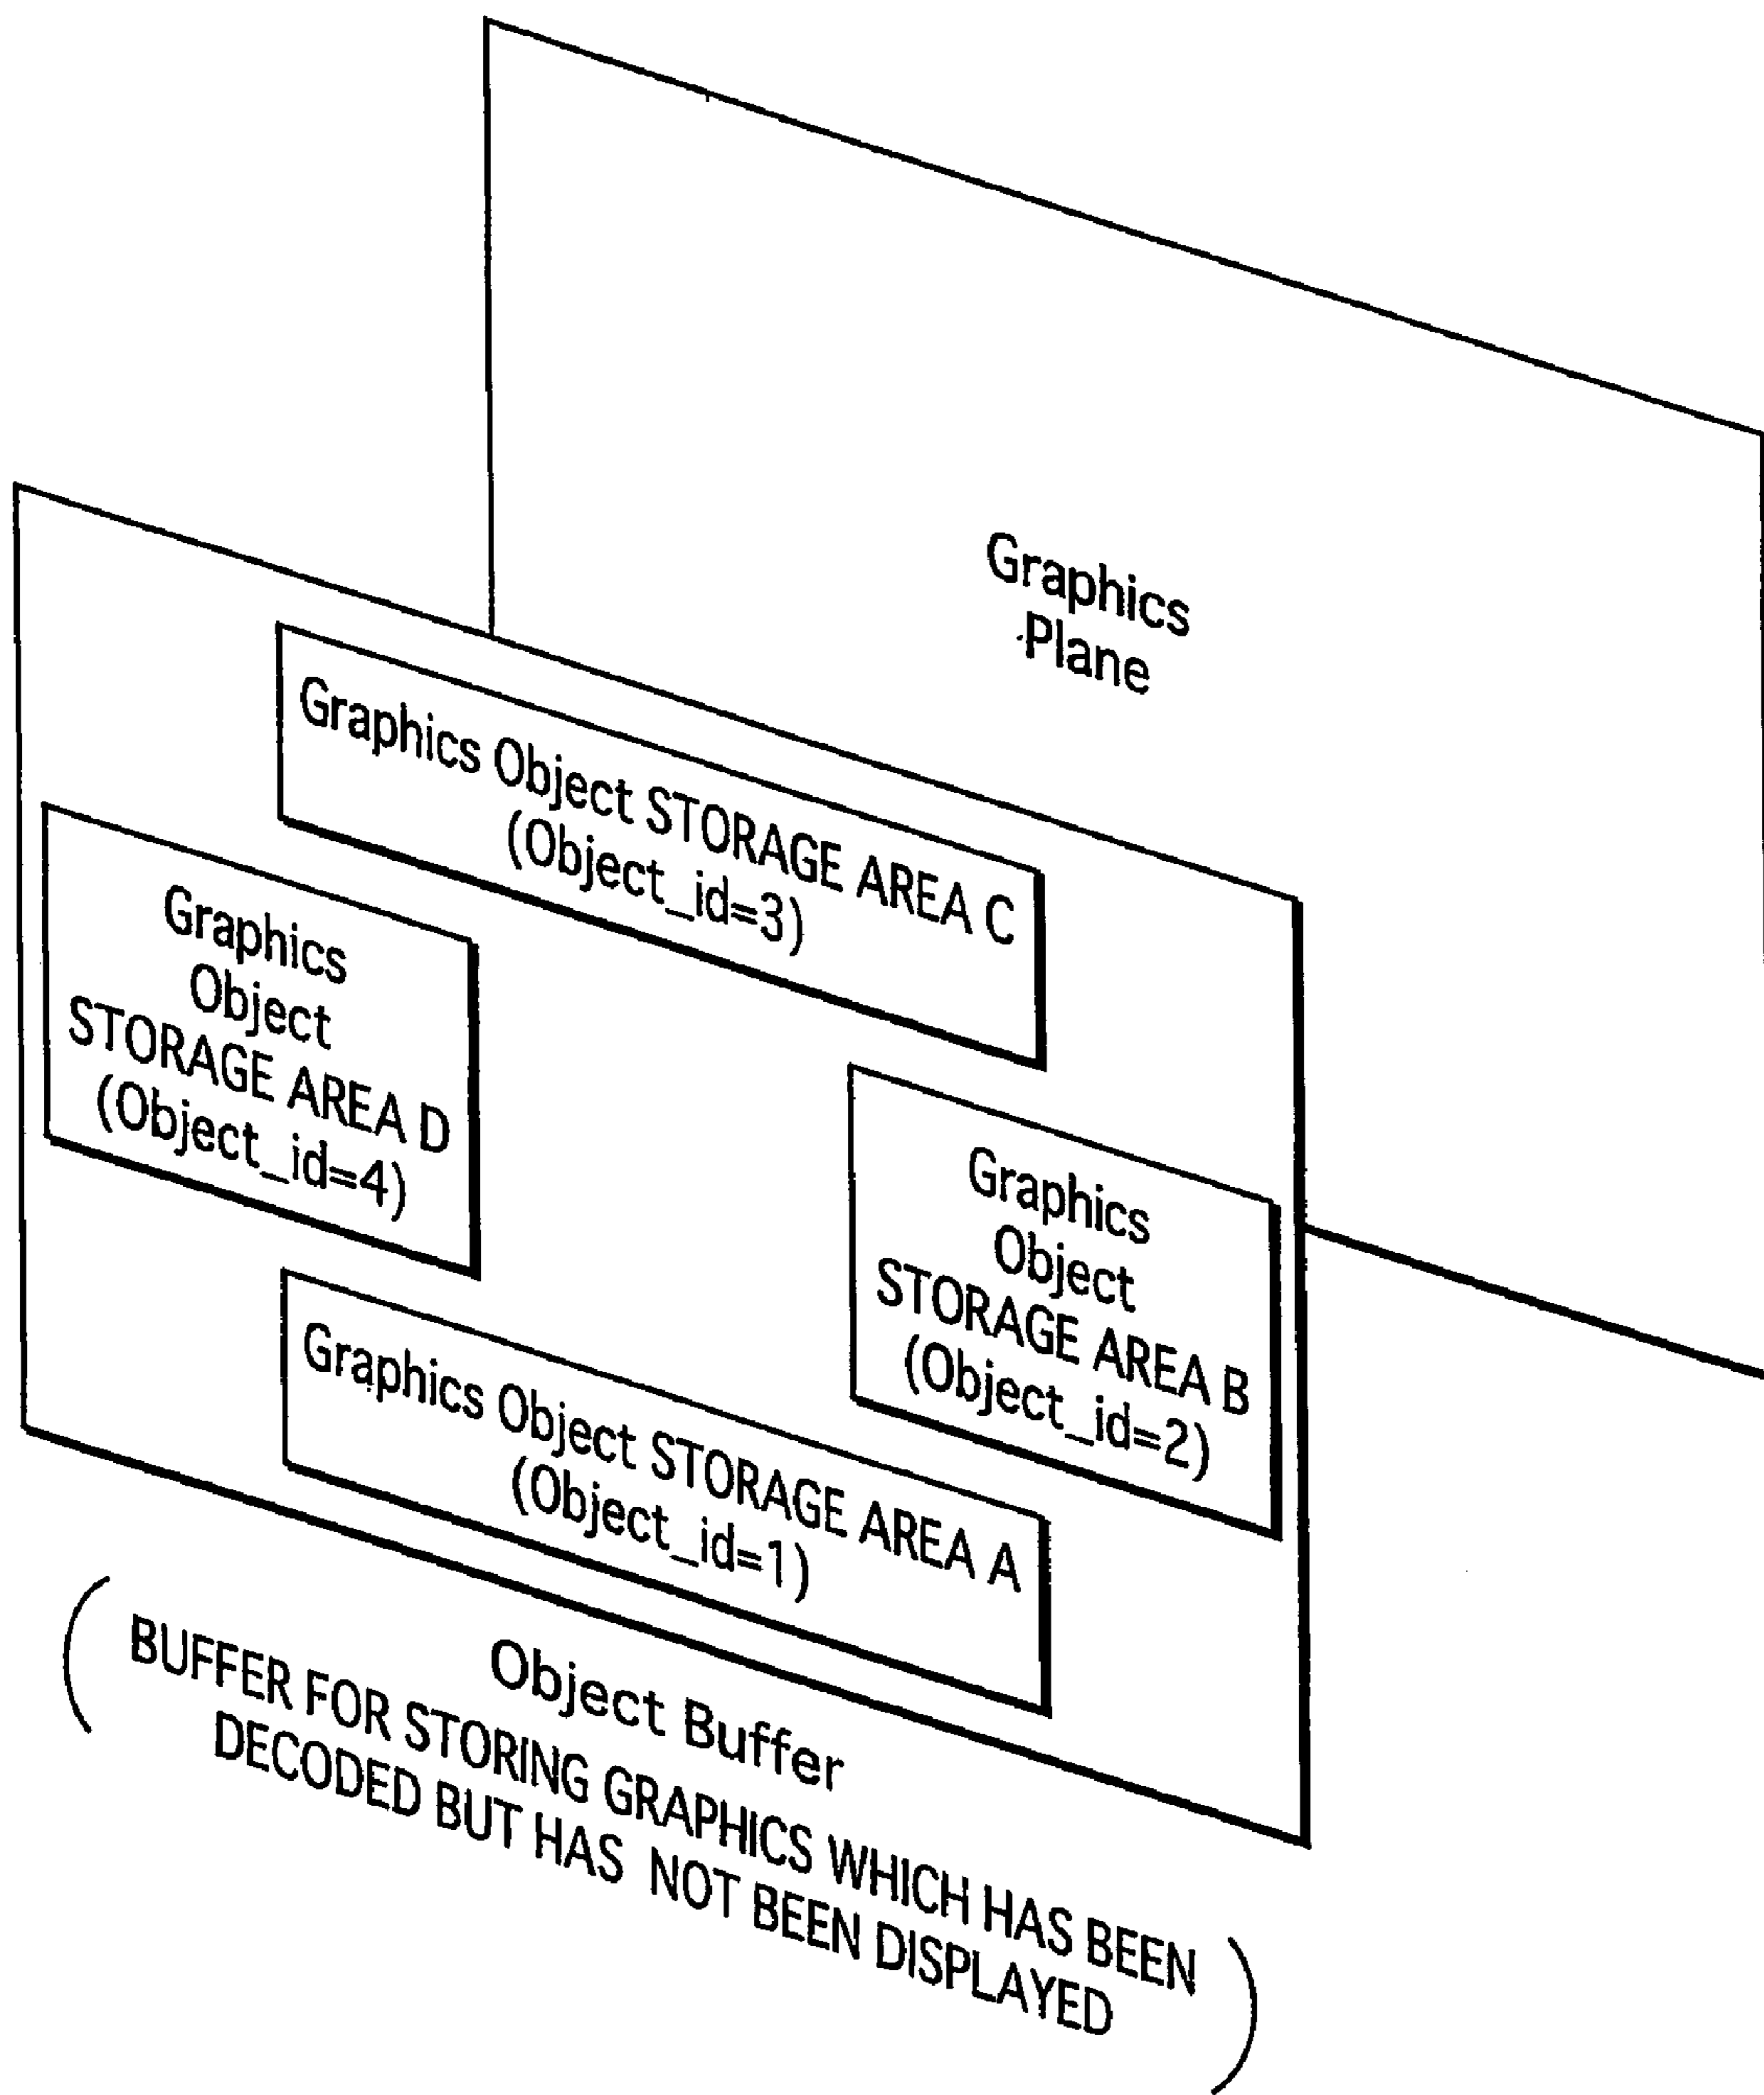 Graphics
Plane
Graphics Object STORAGE AREA C
(Object_id=3)
Graphics
Object
STORAGE AREA D
(Object_id=4)
Graphics
Object
STORAGE AREA B
(Object_id=2)
Graphics Object STORAGE AREA A
(Object_id=1)
Object Buffer
(BUFFER FOR STORING GRAPHICS WHICH HAS BEEN
DECODED BUT HAS NOT BEEN DISPLAYED)